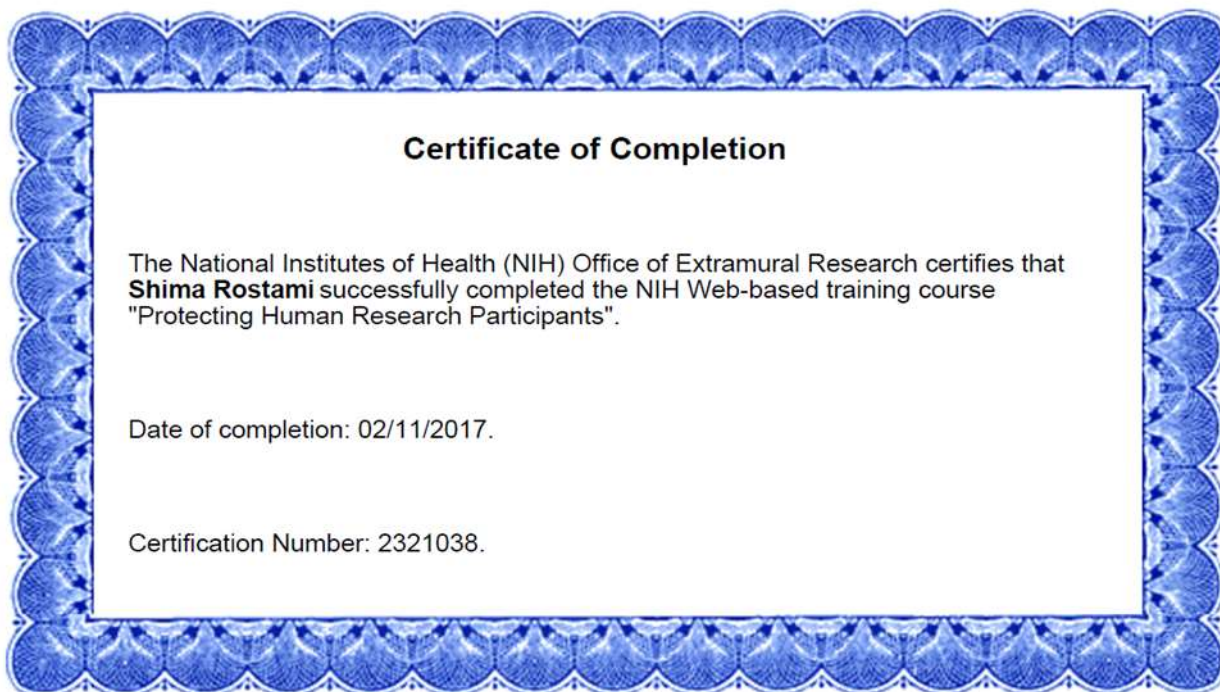 Certificate of Completion
The National Institutes of Health (NIH) Office of Extramural Research certifies that
Shima Rostami successfully completed the NIH Web-based training course
"Protecting Human Research Participants".
Date of completion: 02/11/2017.
Certification Number: 2321038.